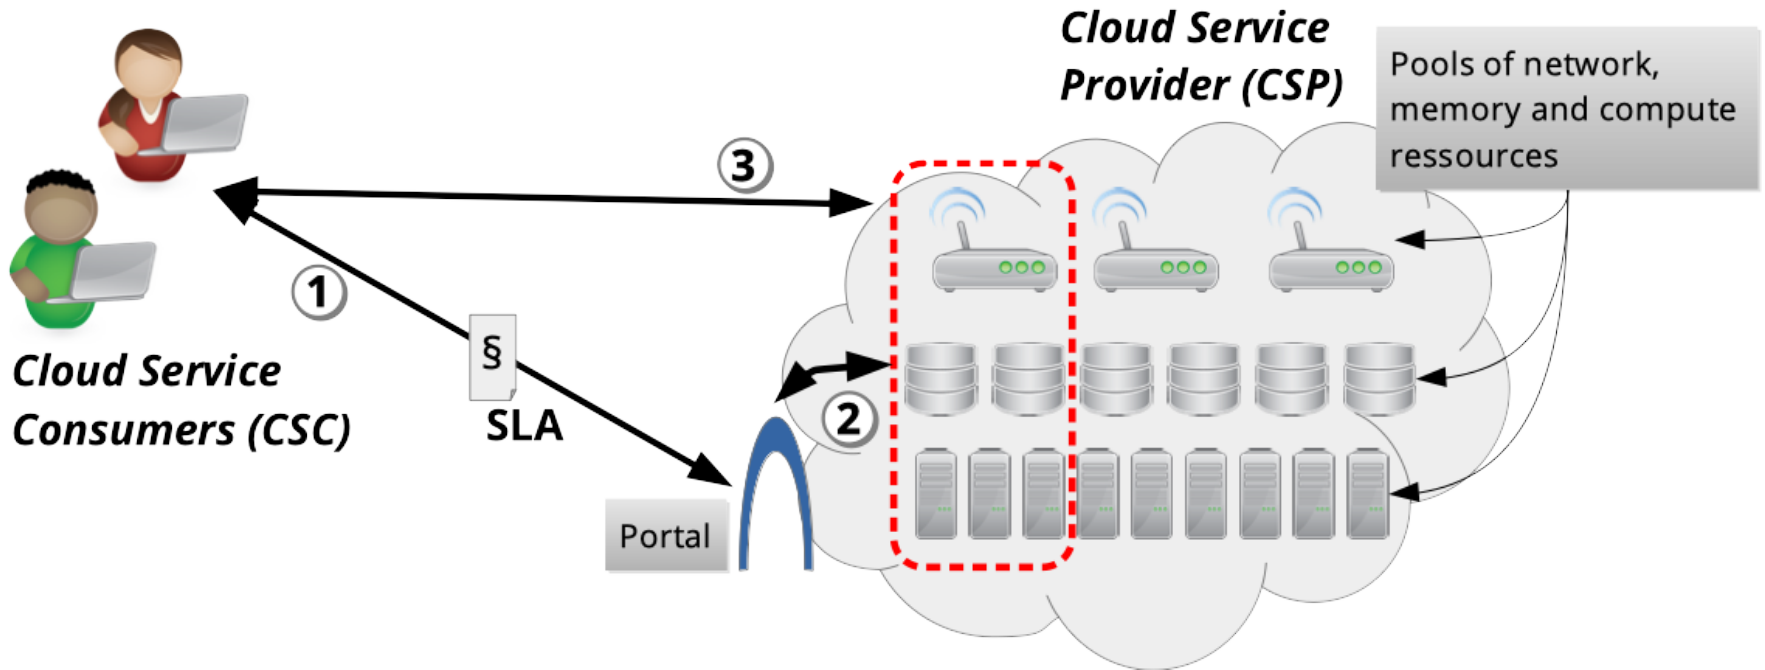 Cloud Service
Provider (CSP)
Pools of network,
memory and compute
ressources
3
1
§
SLA
Cloud Service
Consumers (CSC)
2
Portal